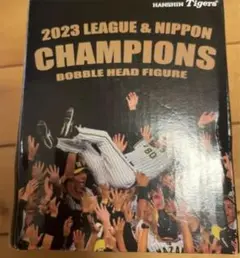 HANSHIN Tigers
2023 LEAGUE & NIPPON
CHAMPIONS
BOBBLE HEAD FIGURE
80